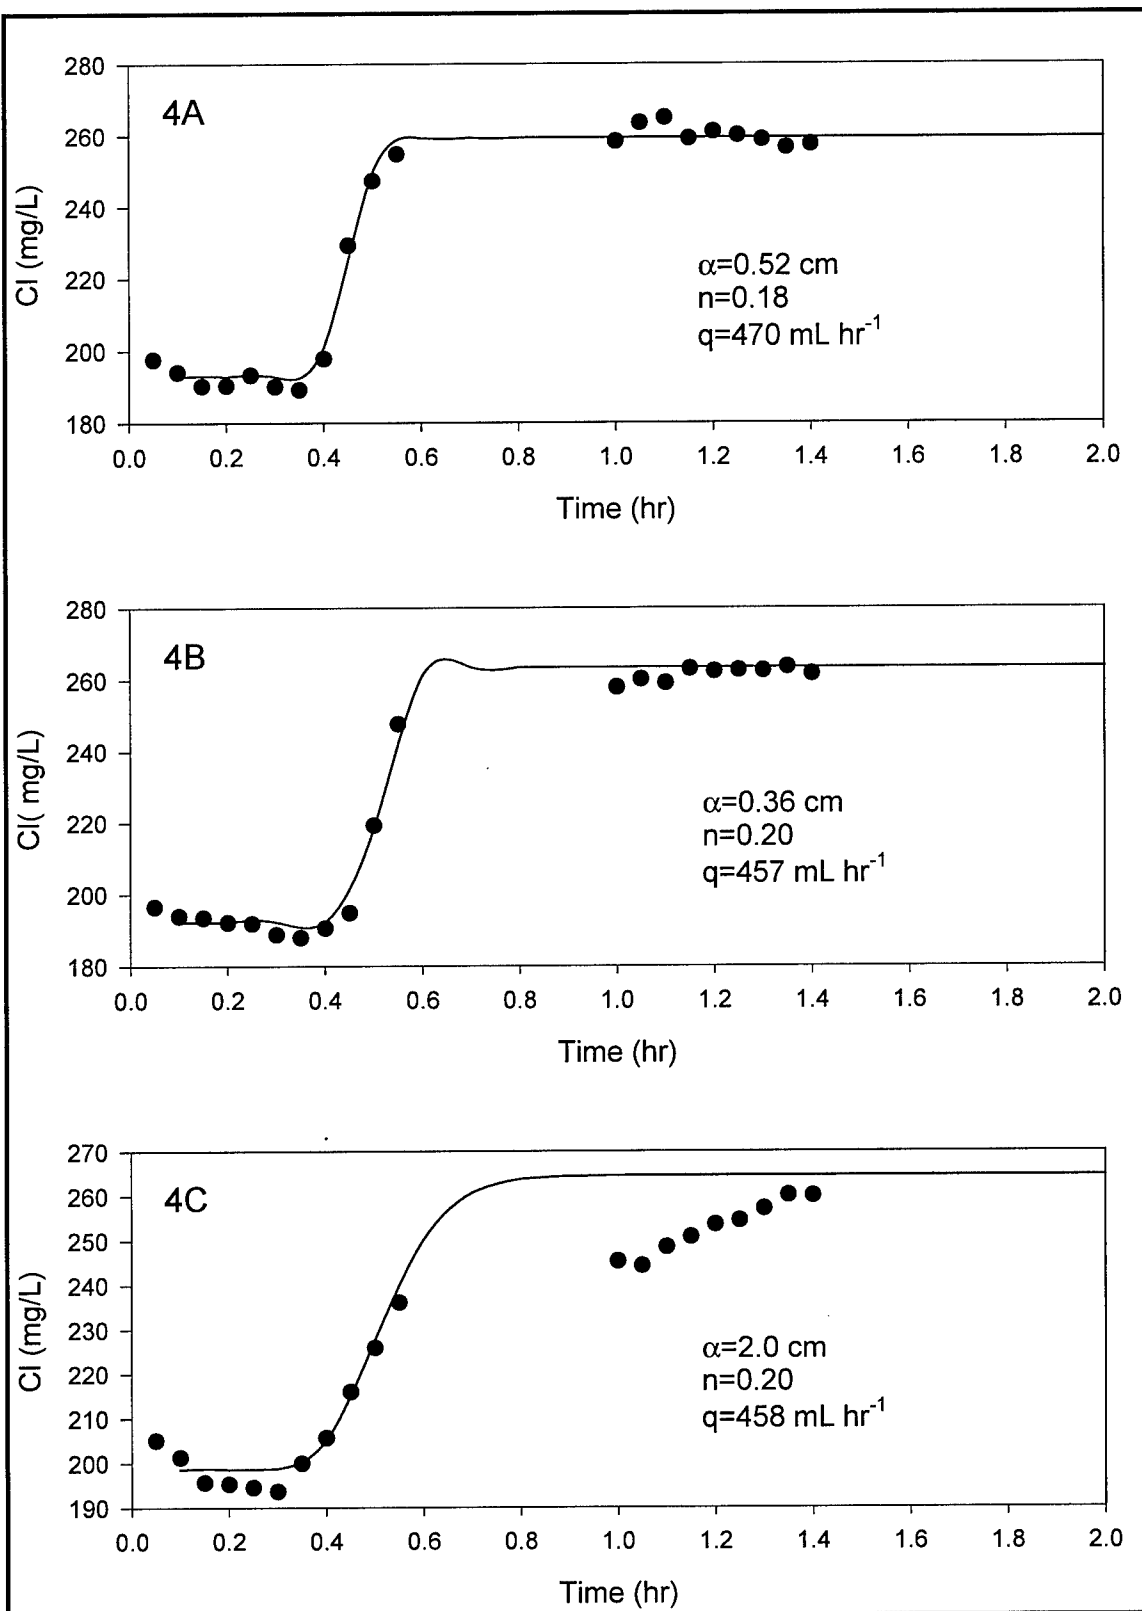 280
4A
260
240
220
200
180
Cl (mg/L)
α=0.52 cm
n=0.18
q=470 mL hr⁻¹
0.0 0.2 0.4 0.6 0.8 1.0 1.2 1.4 1.6 1.8 2.0
Time (hr)
280
4B
260
240
220
200
180
Cl( mg/L)
α=0.36 cm
n=0.20
q=457 mL hr⁻¹
0.0 0.2 0.4 0.6 0.8 1.0 1.2 1.4 1.6 1.8 2.0
Time (hr)
270
4C
260
250
240
230
220
210
200
190
Cl (mg/L)
α=2.0 cm
n=0.20
q=458 mL hr⁻¹
0.0 0.2 0.4 0.6 0.8 1.0 1.2 1.4 1.6 1.8 2.0
Time (hr)